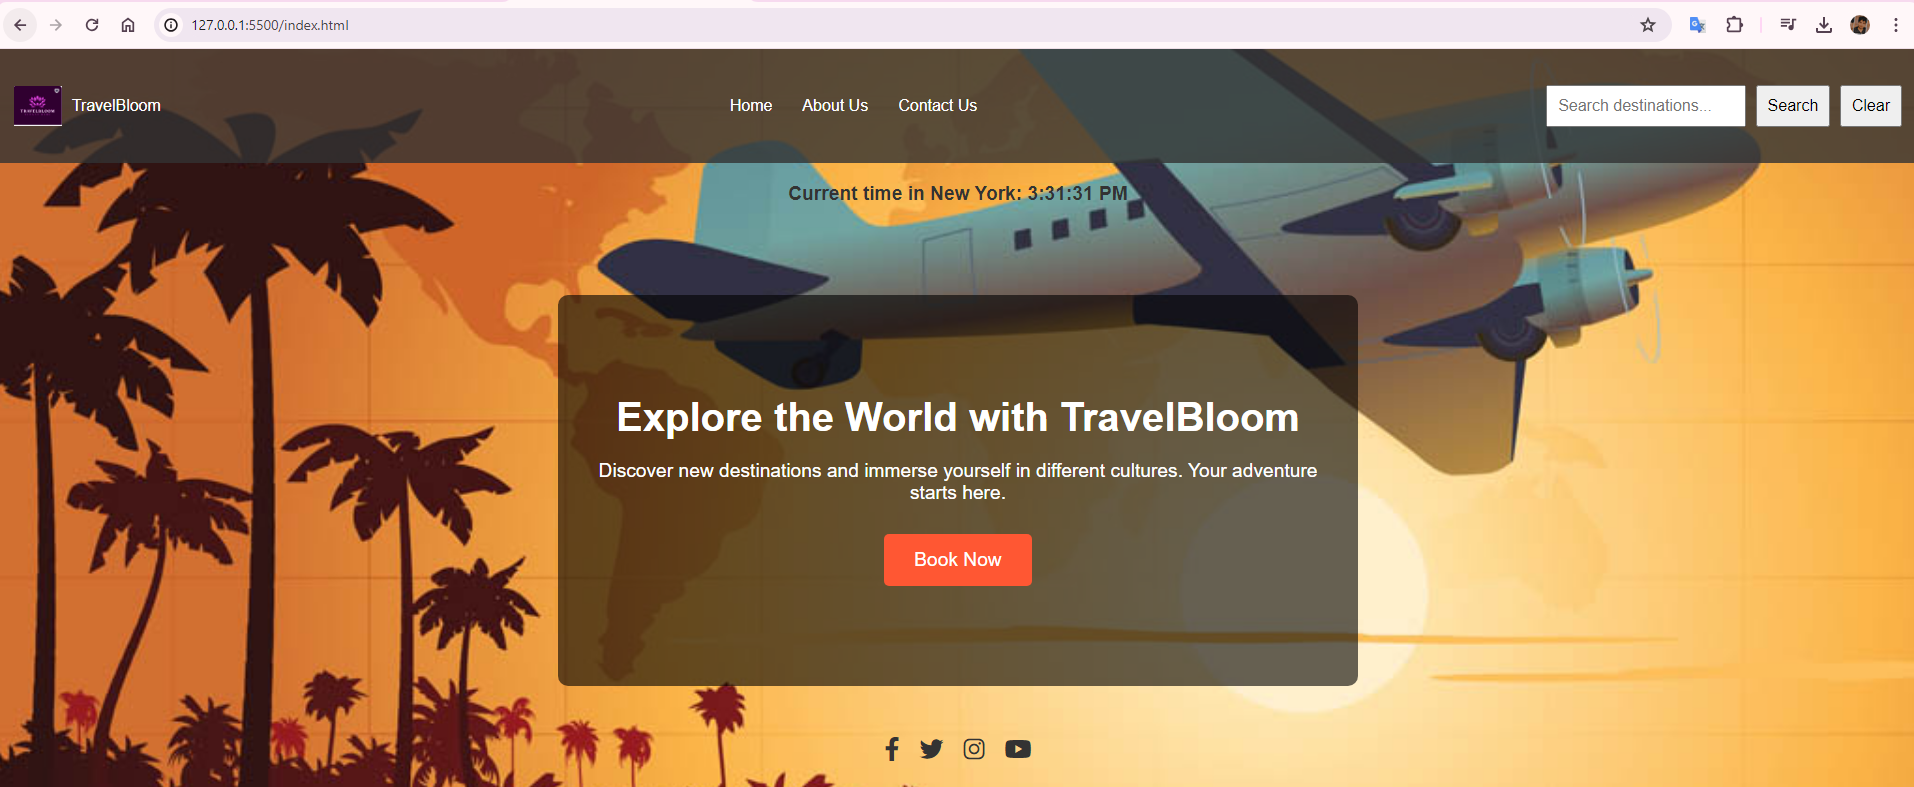 127.0.0.1:5500/index.html
TRAVELBLOOM
TravelBloom
Home
About Us
Contact Us
Search destinations...
Search
Clear
Current time in New York: 3:31:31 PM
Explore the World with TravelBloom
Discover new destinations and immerse yourself in different cultures. Your adventure
starts here.
Book Now